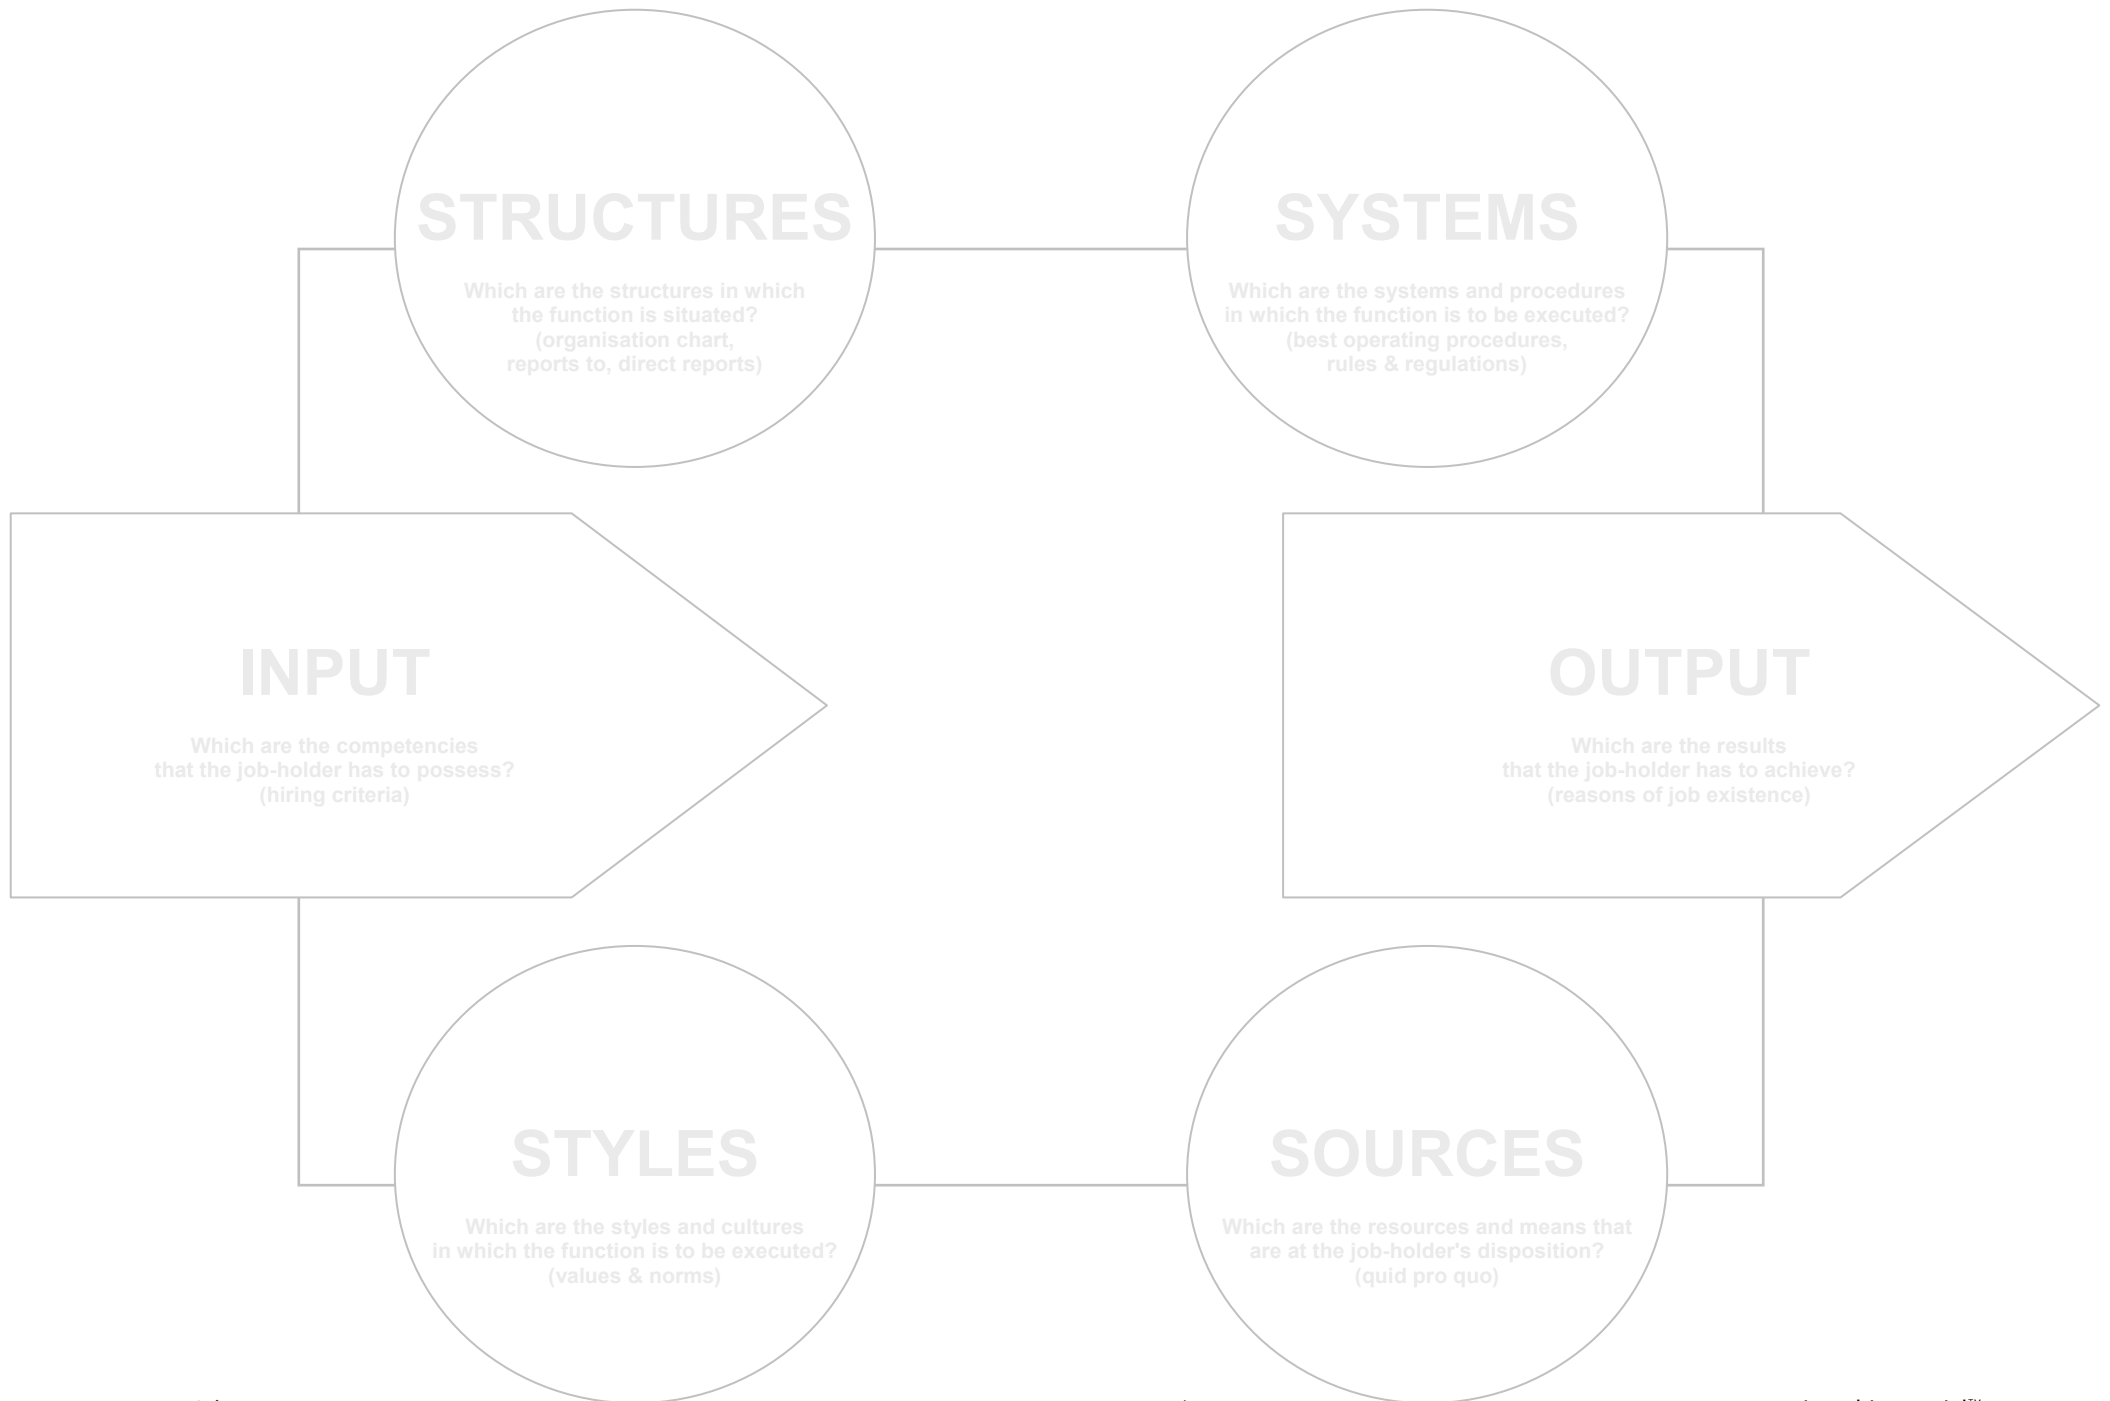 STRUCTURES
Which are the structures in which
the function is situated?
(organisation chart,
reports to, direct reports)
SYSTEMS
Which are the systems and procedures
in which the function is to be executed?
(best operating procedures,
rules & regulations)
INPUT
Which are the competencies
that the job-holder has to possess?
(hiring criteria)
OUTPUT
Which are the results
that the job-holder has to achieve?
(reasons of job existence)
STYLES
Which are the styles and cultures
in which the function is to be executed?
(values & norms)
SOURCES
Which are the resources and means that
are at the job-holder's disposition?
(quid pro quo)